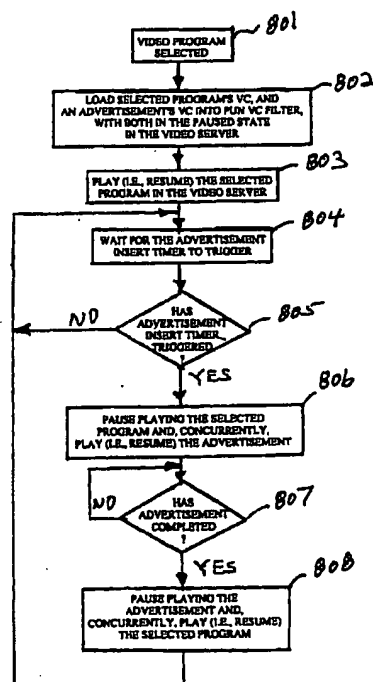 801
VIDEO PROGRAM
SELECTED
802
LOAD SELECTED PROGRAM'S VC, AND
AN ADVERTISEMENT'S VC INTO PUN VC FILTER,
WITH BOTH IN THE PAUSED STATE
IN THE VIDEO SERVER
803
PLAY (I.E., RESUME) THE SELECTED
PROGRAM IN THE VIDEO SERVER
804
WAIT FOR THE ADVERTISEMENT
INSERT TIMER TO TRIGGER
805
NO
HAS
ADVERTISEMENT
INSERT TIMER
TRIGGERED
?
YES
806
PAUSE PLAYING THE SELECTED
PROGRAM AND, CONCURRENTLY,
PLAY (I.E., RESUME) THE ADVERTISEMENT
807
NO
HAS
ADVERTISEMENT
COMPLETED
?
YES
808
PAUSE PLAYING THE
ADVERTISEMENT AND,
CONCURRENTLY, PLAY (I.E., RESUME)
THE SELECTED PROGRAM